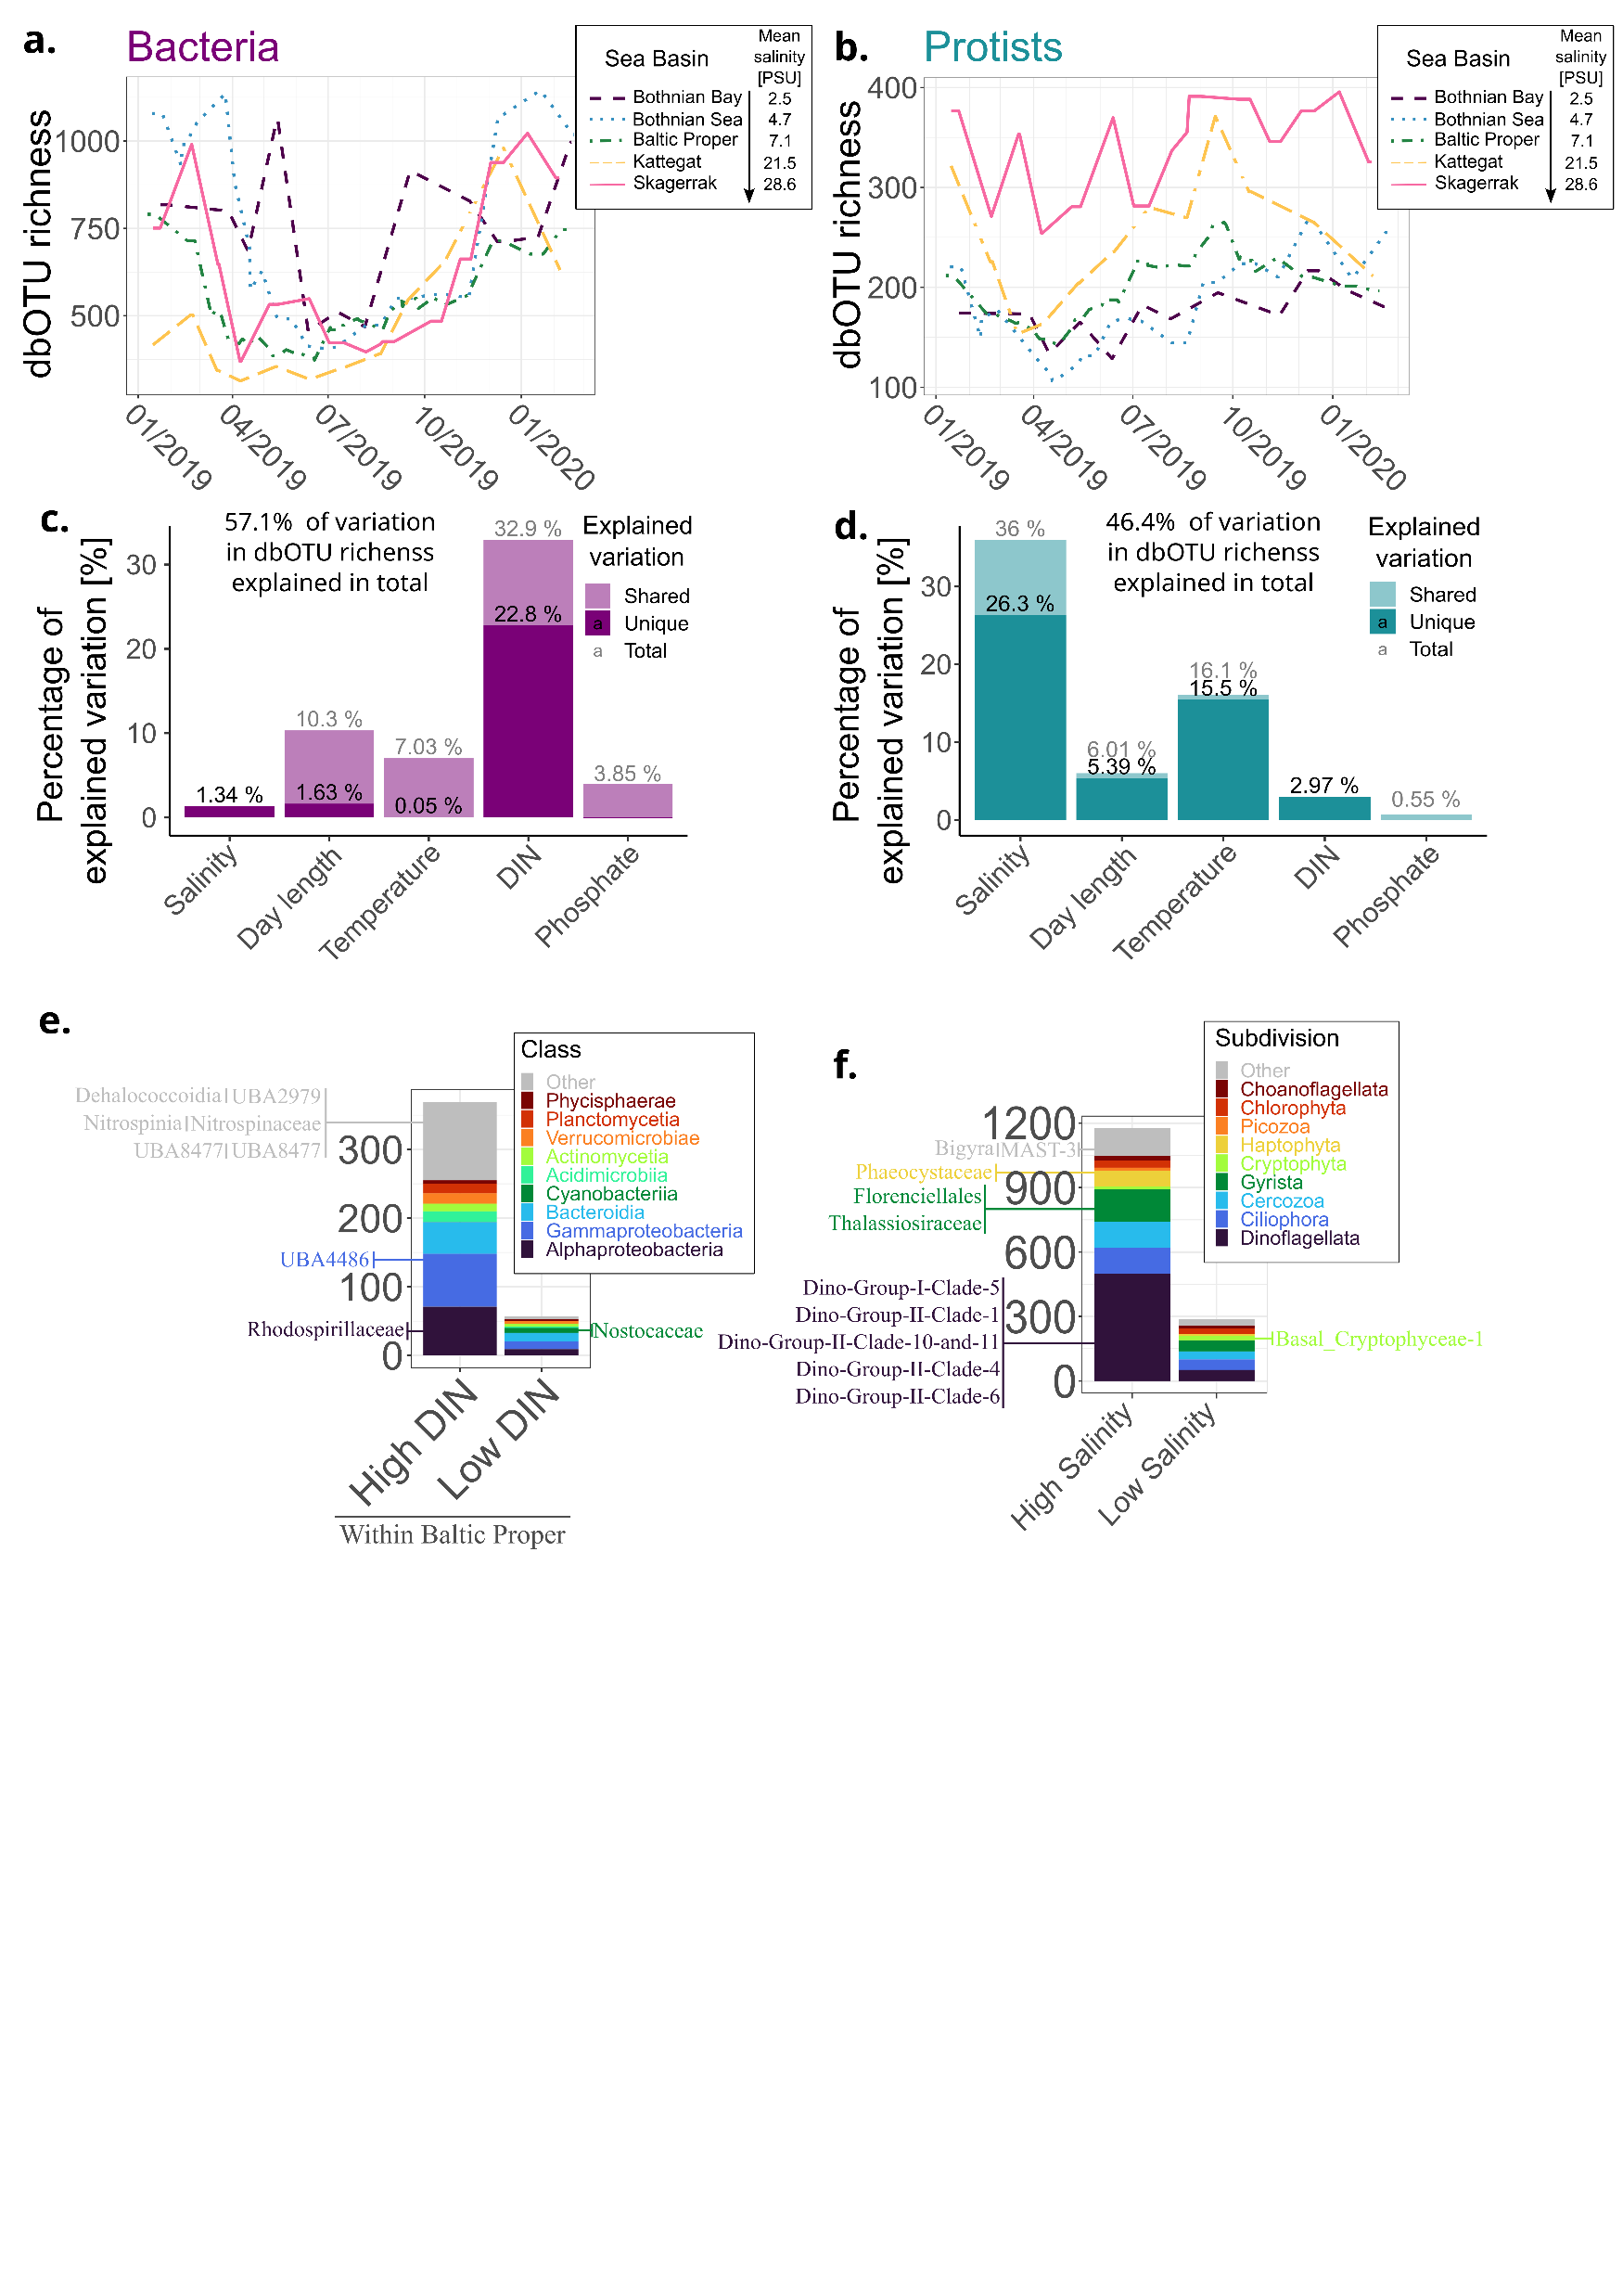 a.
Bacteria
Sea Basin
Mean
salinity
[PSU]
Bothnian Bay 2.5
Bothnian Sea 4.7
Baltic Proper 7.1
Kattegat 21.5
Skagerrak 28.6
dbOTU richness
1000
750
500
01/2019
04/2019
07/2019
10/2019
01/2020
b.
Protists
Sea Basin
Mean
salinity
[PSU]
Bothnian Bay 2.5
Bothnian Sea 4.7
Baltic Proper 7.1
Kattegat 21.5
Skagerrak 28.6
dbOTU richness
400
300
200
100
01/2019
04/2019
07/2019
10/2019
01/2020
c.
57.1% of variation
in dbOTU richenss
explained in total
Explained
variation
Shared
a Unique
a Total
Percentage of
explained variation [%]
30
20
10
0
1.34 %
10.3 %
1.63 %
7.03 %
0.05 %
32.9 %
22.8 %
3.85 %
Salinity
Day length
Temperature
DIN
Phosphate
d.
46.4% of variation
in dbOTU richenss
explained in total
Explained
variation
Shared
a Unique
a Total
Percentage of
explained variation [%]
30
20
10
0
36 %
26.3 %
6.01 %
5.39 %
16.1 %
15.5 %
2.97 %
0.55 %
Salinity
Day length
Temperature
DIN
Phosphate
e.
Class
Other
Phycisphaerae
Planctomycetia
Verrucomicrobiae
Actinomycetia
Acidimicrobiia
Cyanobacteriia
Bacteroidia
Gammaproteobacteria
Alphaproteobacteria
Dehalococcoidia|UBA2979
Nitrospinia|Nitrospinaceae
UBA8477|UBA8477
UBA4486
Rhodospirillaceae
Nostocaceae
300
200
100
0
High DIN
Low DIN
Within Baltic Proper
f.
Subdivision
Other
Choanoflagellata
Chlorophyta
Picozoa
Haptophyta
Cryptophyta
Gyrista
Cercozoa
Ciliophora
Dinoflagellata
1200
900
600
300
0
Bigyra|MAST-3
Phaeocystaceae
Florenciellales
Thalassiosiraceae
Dino-Group-I-Clade-5
Dino-Group-II-Clade-1
Dino-Group-II-Clade-10-and-11
Dino-Group-II-Clade-4
Dino-Group-II-Clade-6
Basal_Cryptophyceae-1
High Salinity
Low Salinity